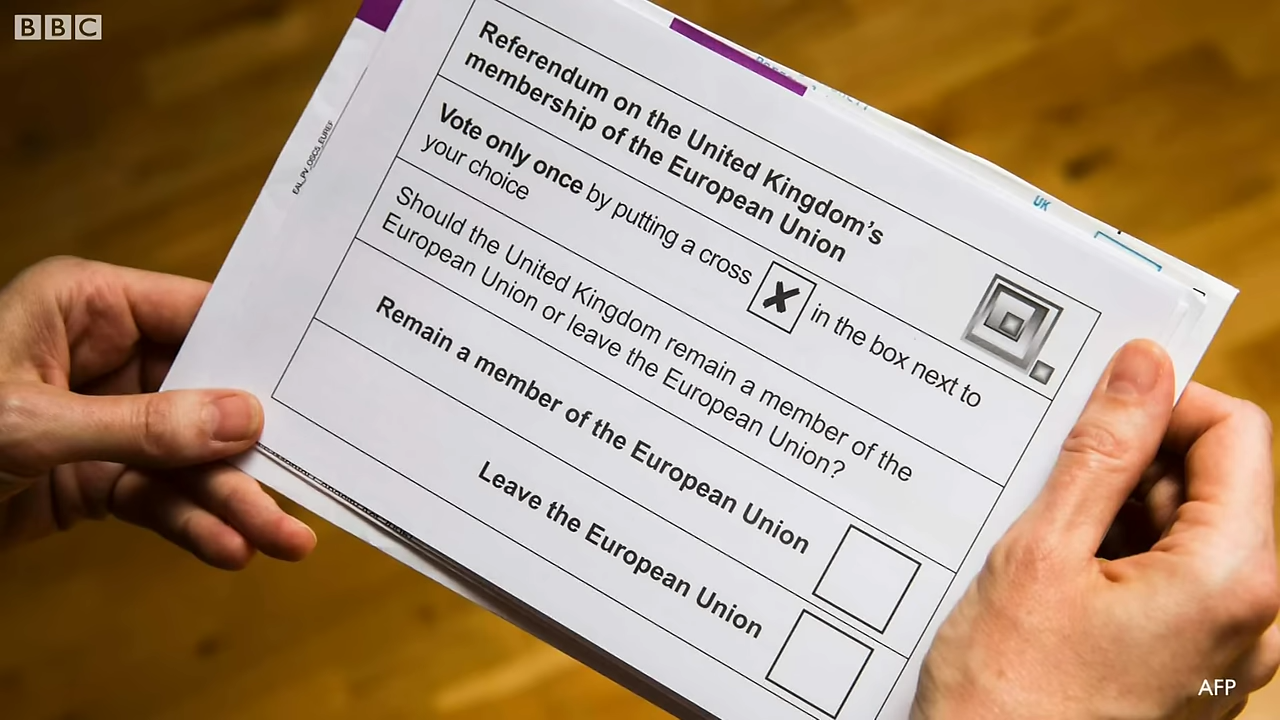 BBC
Referendum on the United Kingdom's
membership of the European Union
Vote only once by putting a cross in the box next to
your choice
Should the United Kingdom remain a member of the
European Union or leave the European Union?
Remain a member of the European Union
Leave the European Union
EAL_PV_OSCS_EUREF
UK
AFP